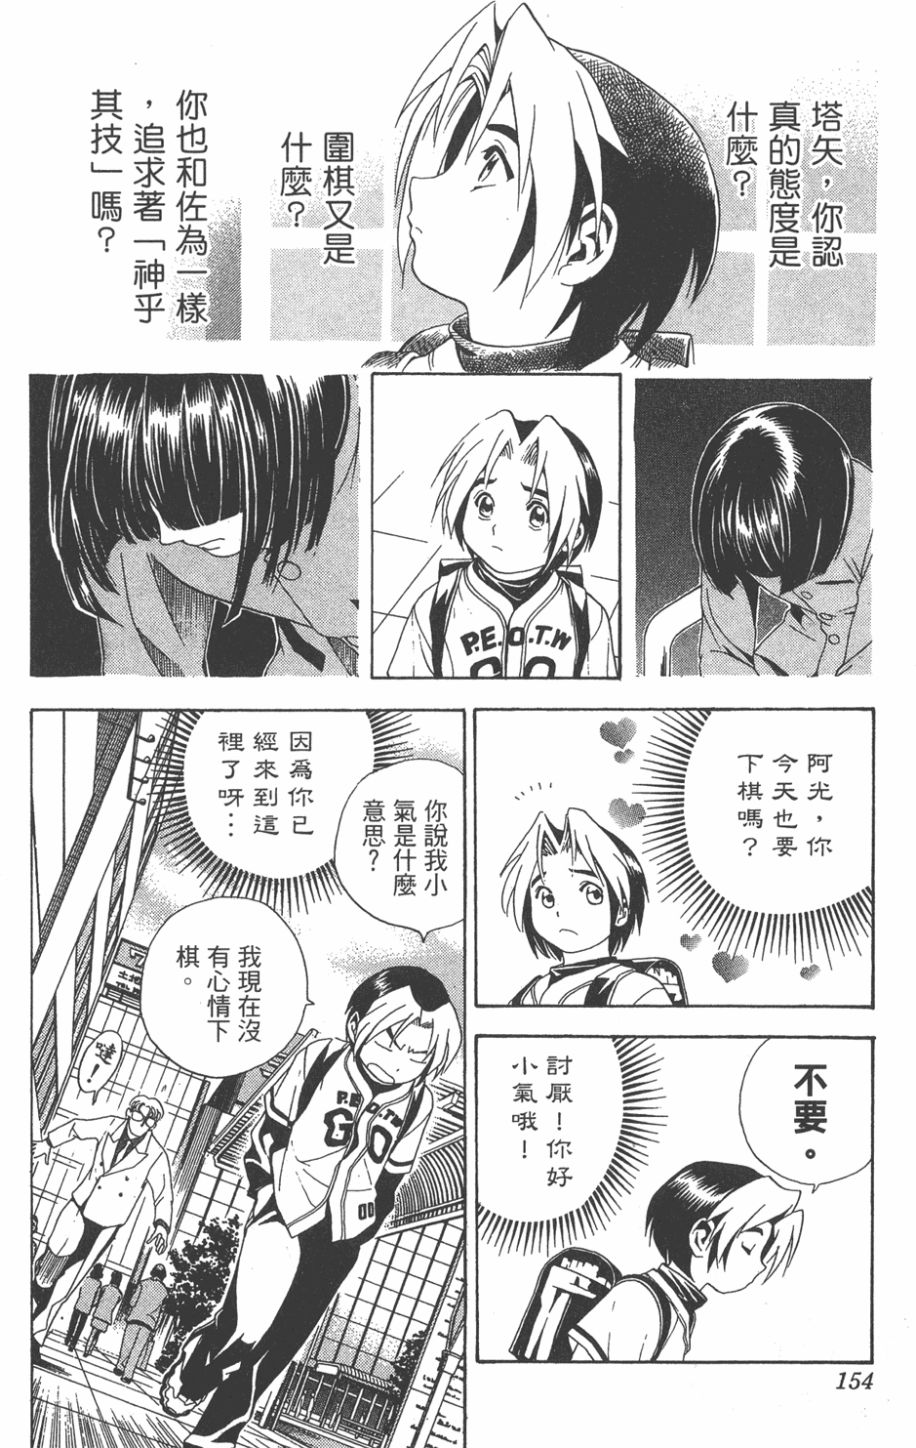 塔矢，你認
真的態度是
什麼？
圍棋又是
什麼？
你也和佐為一樣
，追求著「神乎
其技」嗎？
P.E.O.T.W
阿光，你
今天也要
下棋嗎？
不要。
討厭！你好
小氣哦！
你說我小
氣是什麼
意思？
因為你已
經來到這
裡了呀…
我現在沒
有心情下
棋。
噠！
土地
P.E.O.T.W
GO
154